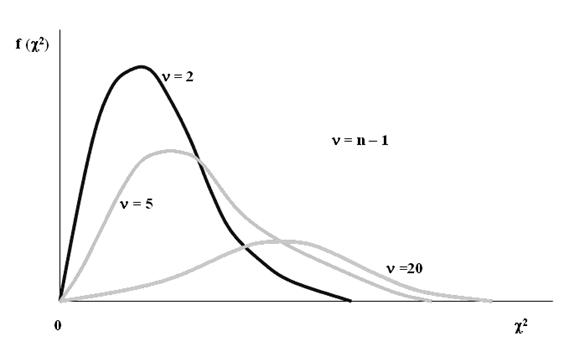 f (χ²)
ν = 2
ν = n – 1
ν = 5
ν =20
0
χ²